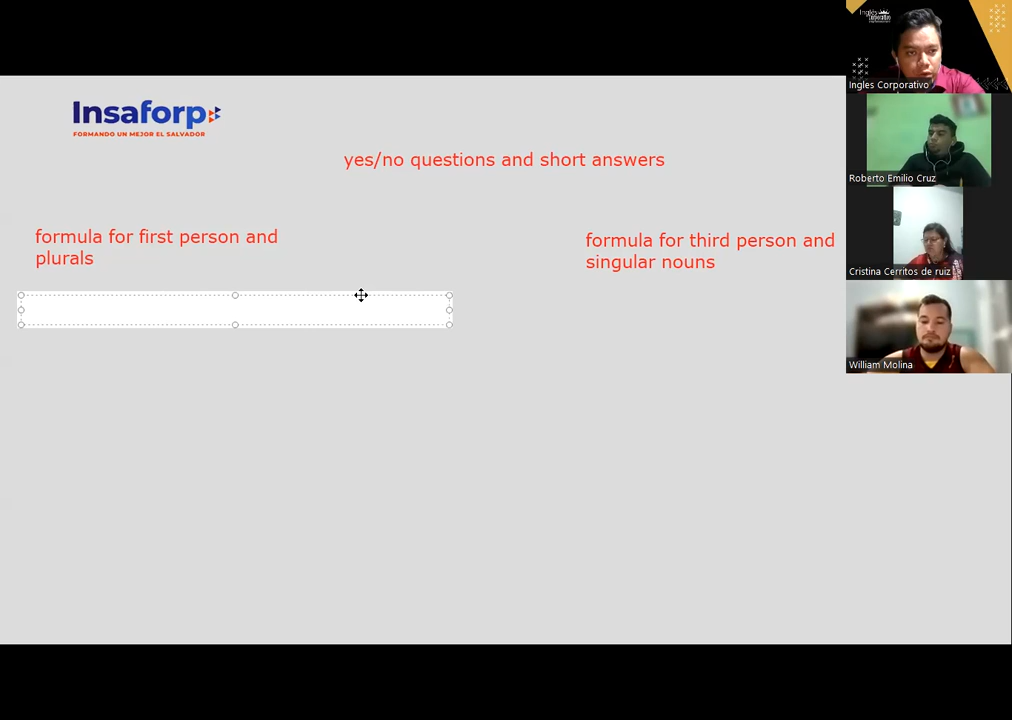 Insaforp
FORMANDO UN MEJOR EL SALVADOR
yes/no questions and short answers
formula for first person and
plurals
formula for third person and
singular nouns
Ingles Corporativo
Roberto Emilio Cruz
Cristina Cerritos de ruiz
William Molina